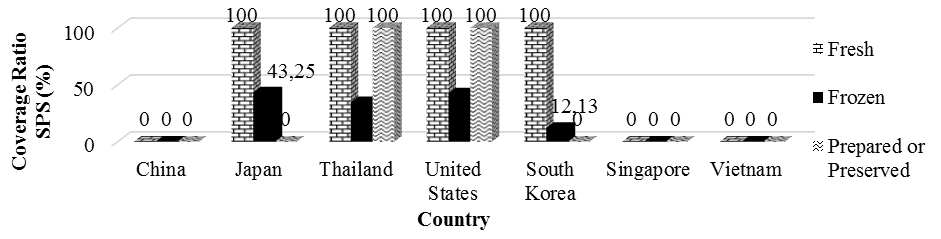 Coverage Ratio
SPS (%)
100
50
0
0 0 0
100
43,25
0
100
100
100
100
100
12,13
0
0 0 0
0 0 0
China
Japan
Thailand
United
States
South
Korea
Singapore
Vietnam
Country
Fresh
Frozen
Prepared or
Preserved